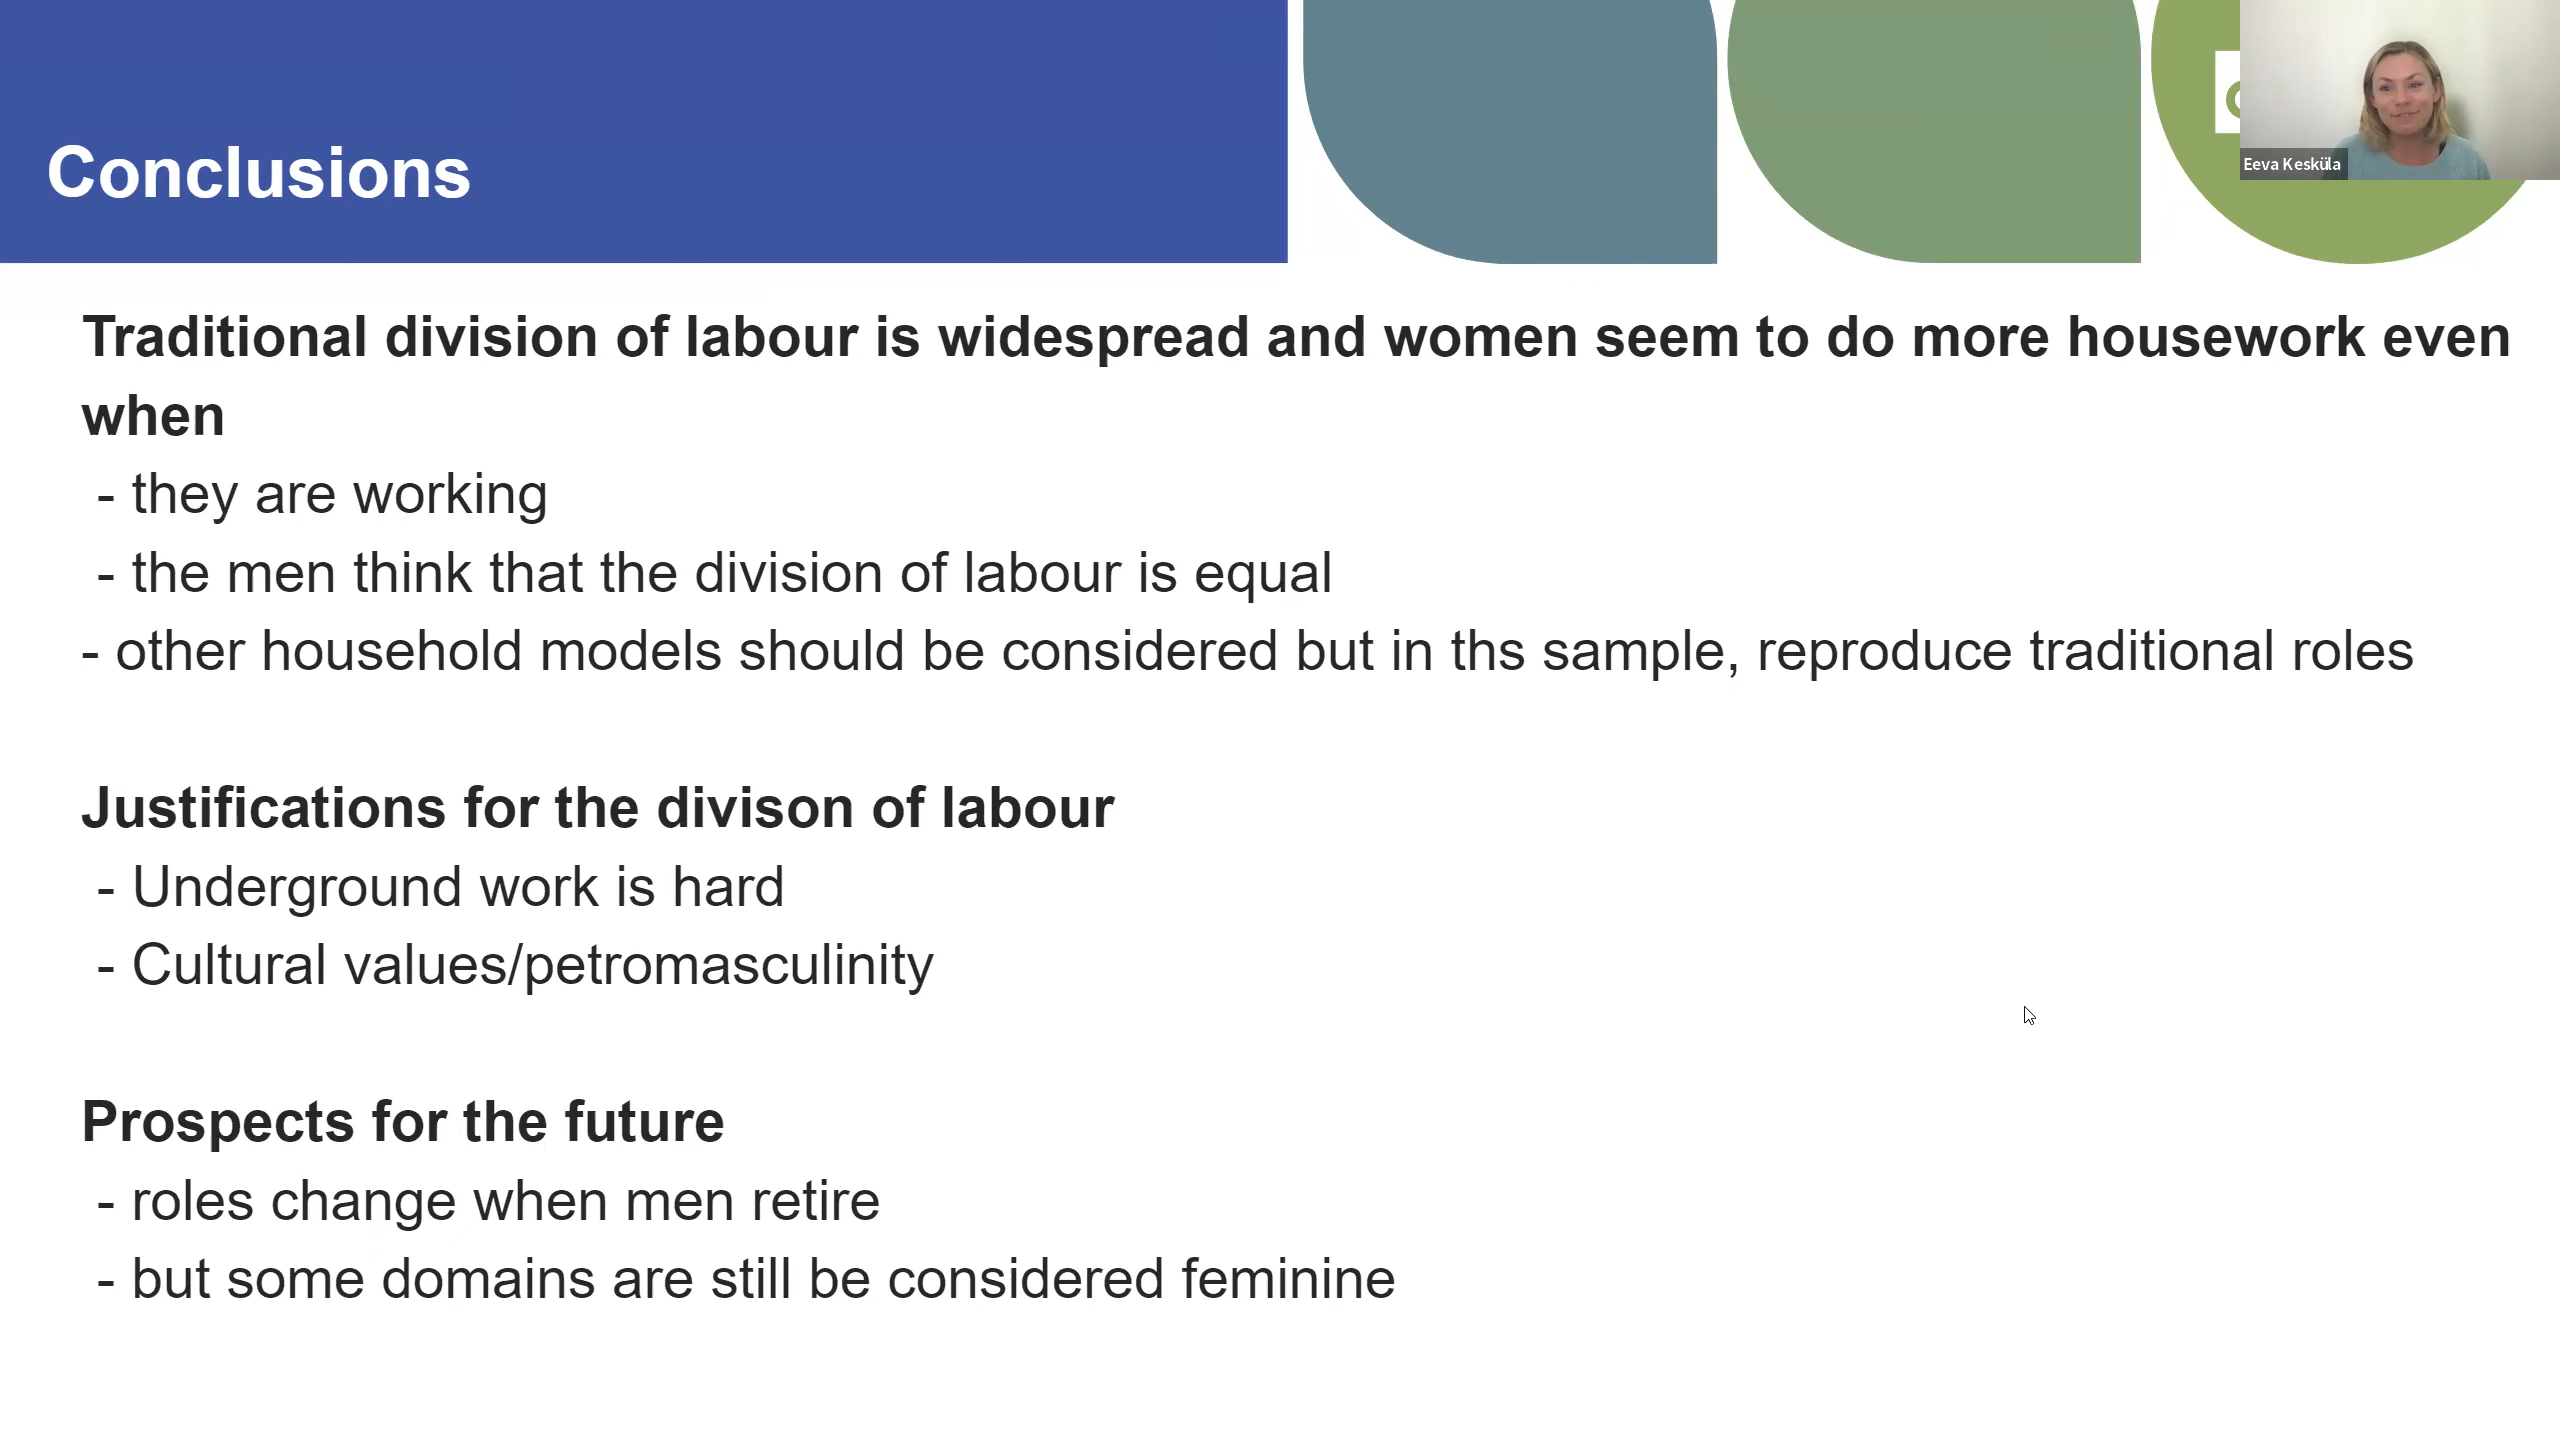 Conclusions
Eeva Kesküla
Traditional division of labour is widespread and women seem to do more housework even
when
- they are working
- the men think that the division of labour is equal
- other household models should be considered but in ths sample, reproduce traditional roles
Justifications for the divison of labour
- Underground work is hard
- Cultural values/petromasculinity
Prospects for the future
- roles change when men retire
- but some domains are still be considered feminine